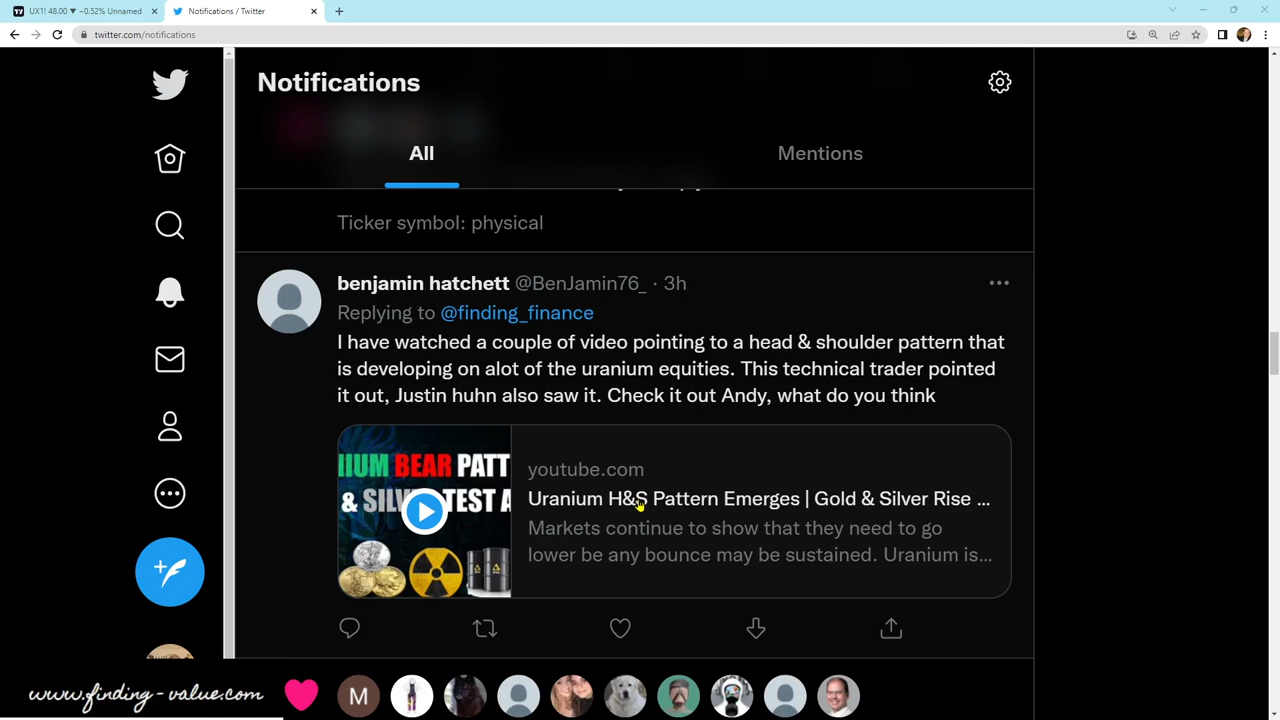 UX1! 48.00 ▼ −0.52% Unnamed
Notifications / Twitter
twitter.com/notifications
Notifications
All
Mentions
Ticker symbol: physical
benjamin hatchett @BenJamin76_ · 3h
Replying to @finding_finance
I have watched a couple of video pointing to a head & shoulder pattern that
is developing on alot of the uranium equities. This technical trader pointed
it out, Justin huhn also saw it. Check it out Andy, what do you think
IIUM BEAR PATT
& SILV TEST A
youtube.com
Uranium H&S Pattern Emerges | Gold & Silver Rise ...
Markets continue to show that they need to go
lower be any bounce may be sustained. Uranium is...
www.finding-value.com
M